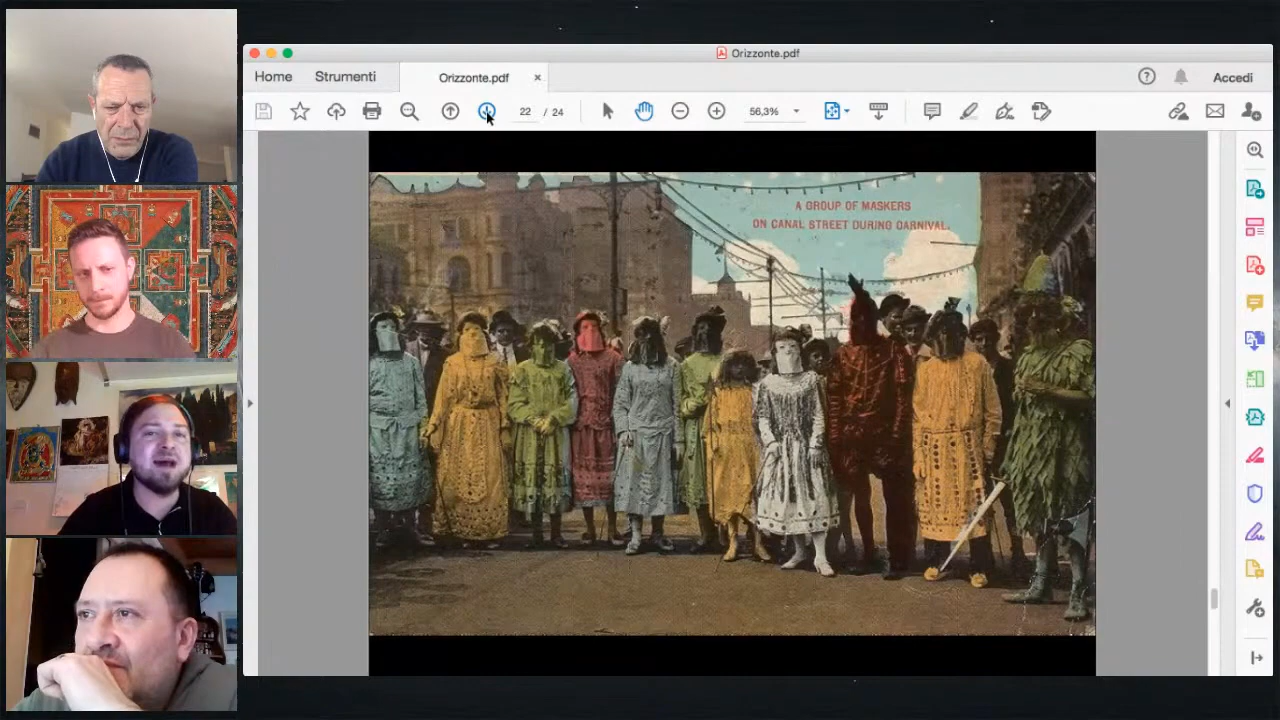 Orizzonte.pdf
Home
Strumenti
Orizzonte.pdf
Accedi
22 / 24
56,3%
A GROUP OF MASKERS
ON CANAL STREET DURING CARNIVAL.